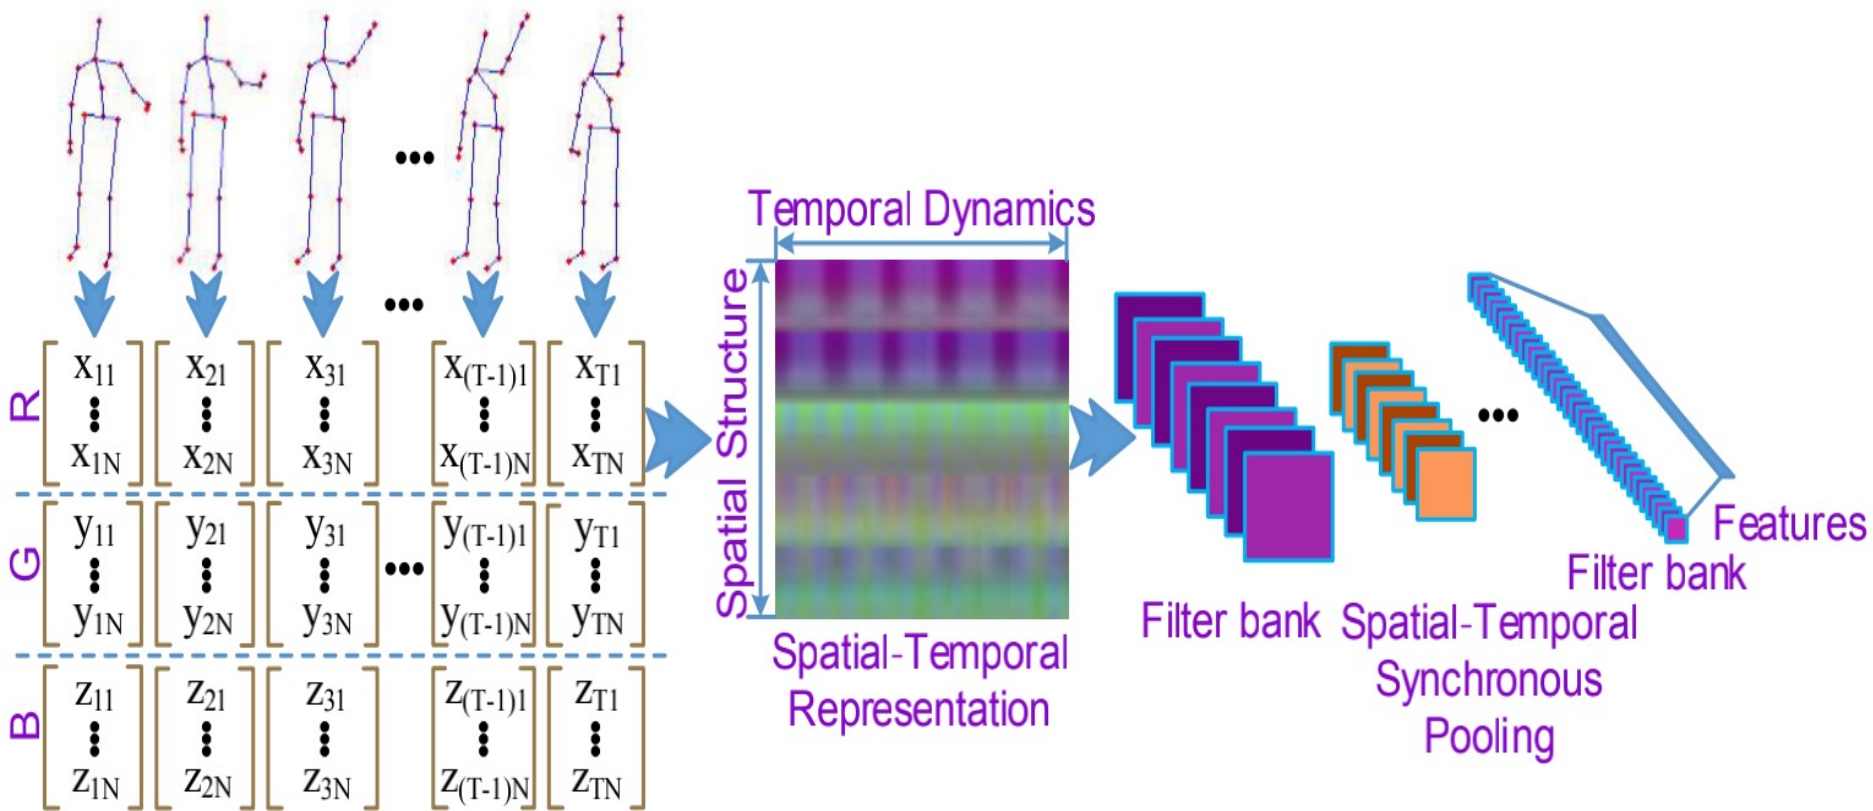 R
x11 x21 x31 x(T-1)1 xT1
x1N x2N x3N x(T-1)N xTN
G
y11 y21 y31 y(T-1)1 yT1
y1N y2N y3N y(T-1)N yTN
B
z11 z21 z31 z(T-1)1 zT1
z1N z2N z3N z(T-1)N zTN
Temporal Dynamics
Spatial Structure
Spatial-Temporal
Representation
Filter bank
Spatial-Temporal
Synchronous
Pooling
Features
Filter bank